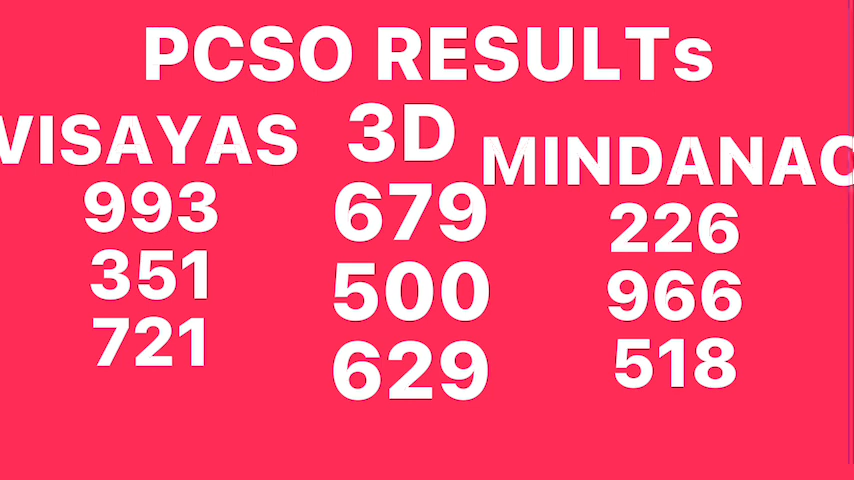 PCSO RESULTs
VISAYAS
993
351
721
3D
679
500
629
MINDANAO
226
966
518